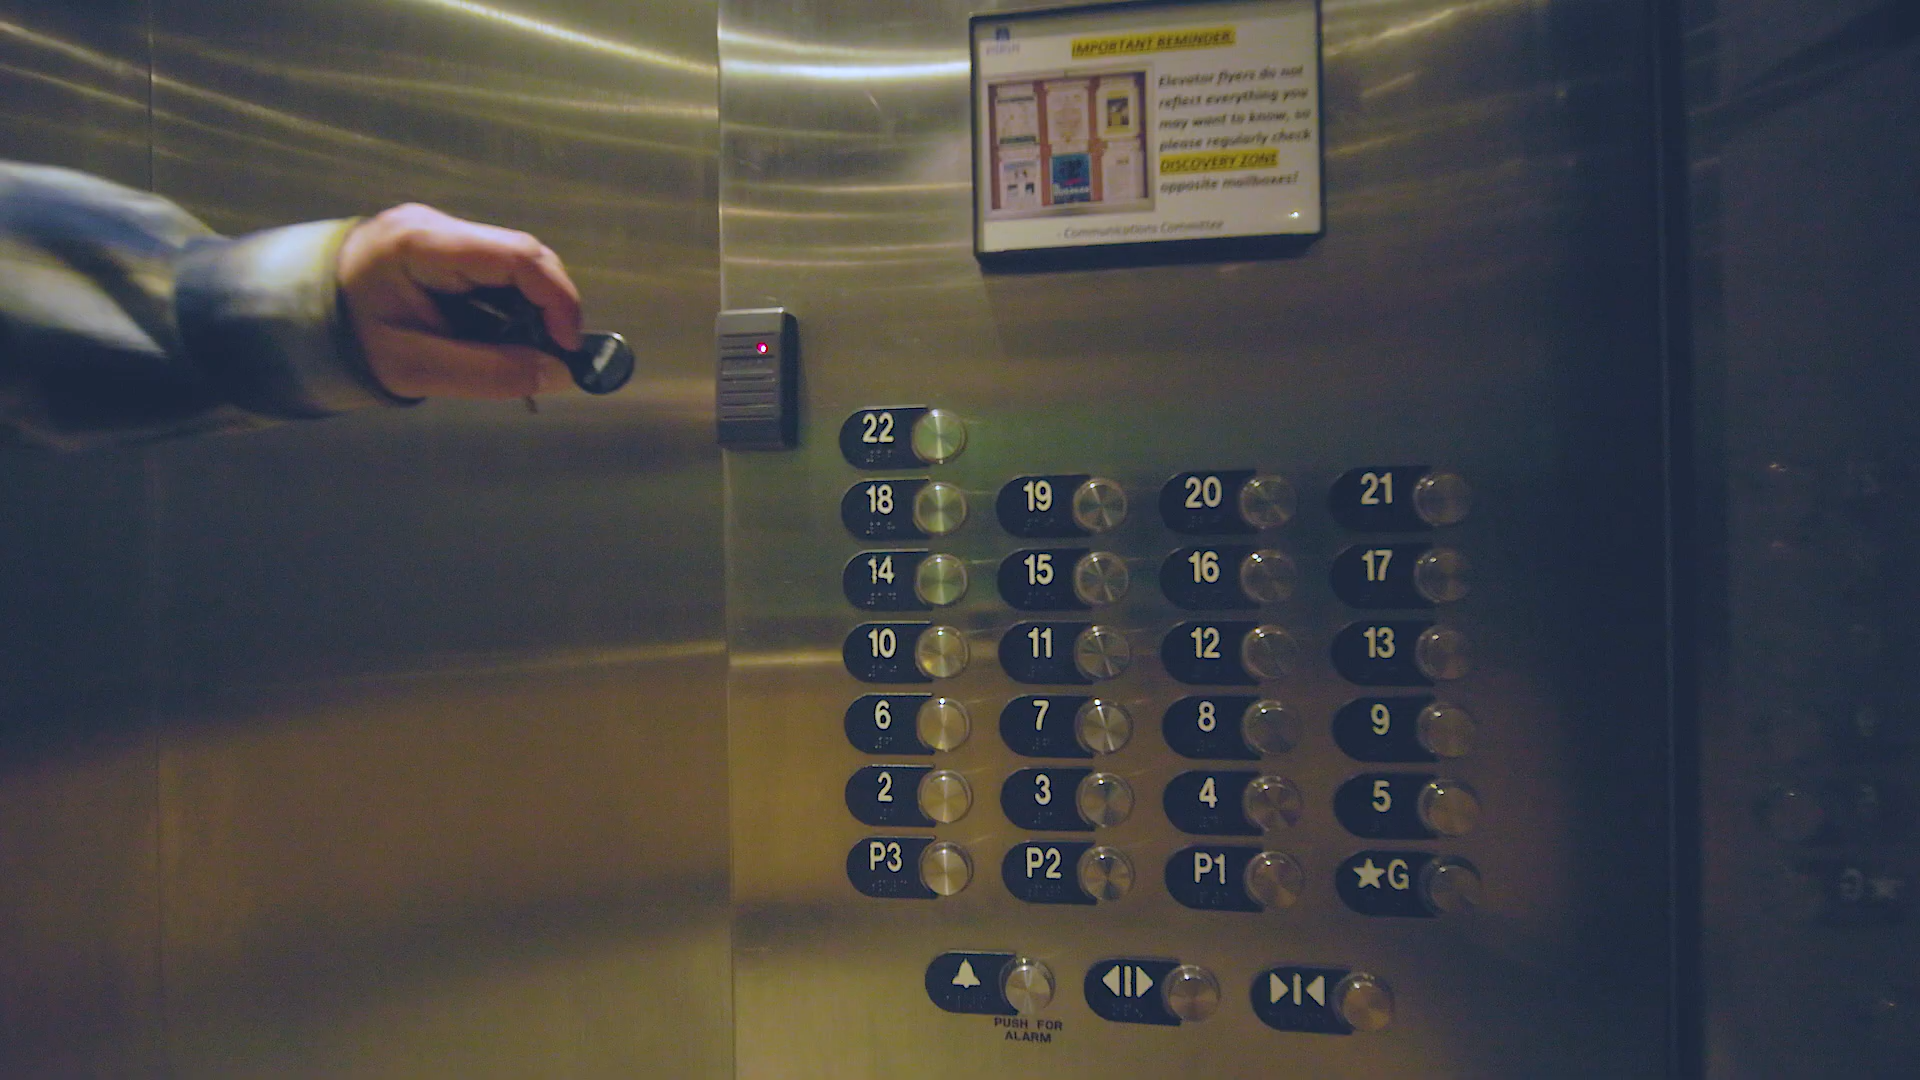 IMPORTANT REMINDER:
Elevator flyers do not
reflect everything you
may want to know, so
please regularly check
DISCOVERY ZONE
opposite mailboxes!
- Communications Committee
22
18 19 20 21
14 15 16 17
10 11 12 13
6 7 8 9
2 3 4 5
P3 P2 P1 ★G
PUSH FOR
ALARM